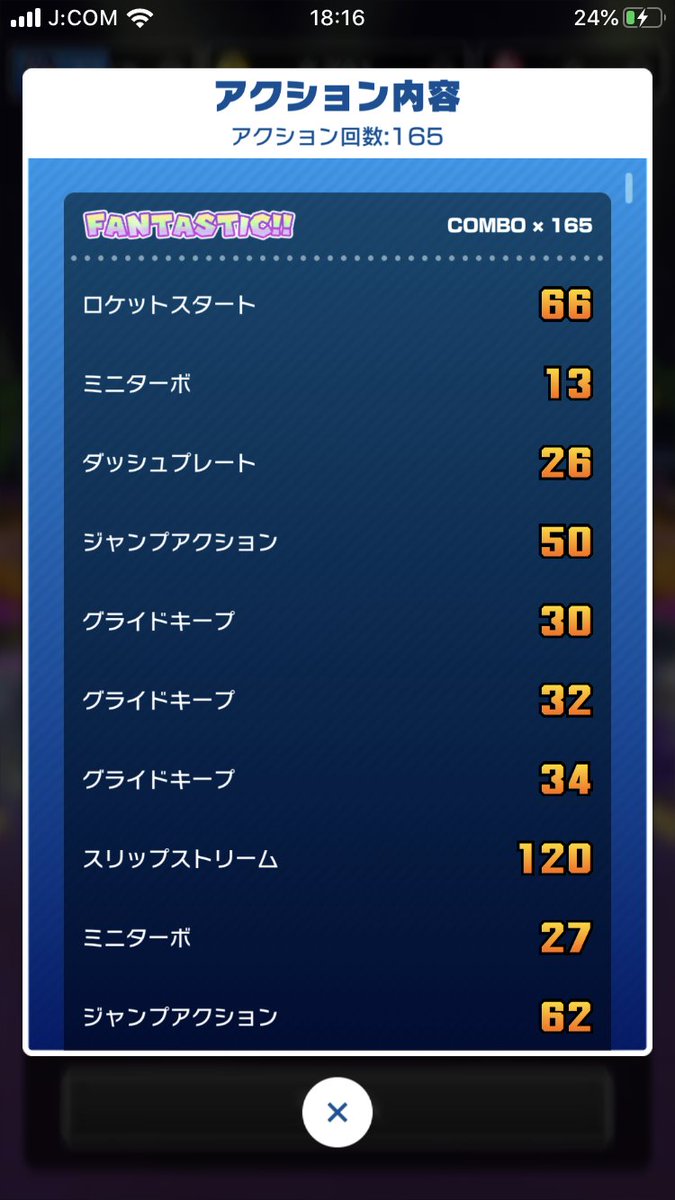 J:COM 18:16 24%
アクション内容
アクション回数:165
FANTASTIC!! COMBO × 165
ロケットスタート 66
ミニターボ 13
ダッシュプレート 26
ジャンプアクション 50
グライドキープ 30
グライドキープ 32
グライドキープ 34
スリップストリーム 120
ミニターボ 27
ジャンプアクション 62